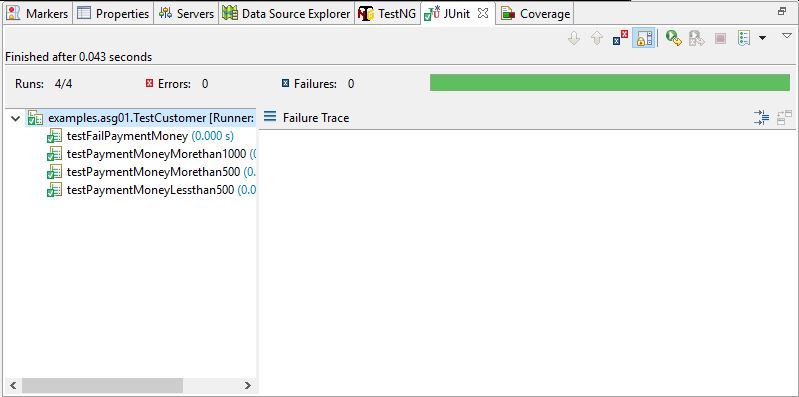 Markers Properties Servers Data Source Explorer TestNG JUnit Coverage
Finished after 0.043 seconds
Runs: 4/4 Errors: 0 Failures: 0
examples.asg01.TestCustomer [Runner: Failure Trace
testFailPaymentMoney (0.000 s)
testPaymentMoneyMorethan1000 (0
testPaymentMoneyMorethan500 (0.
testPaymentMoneyLessthan500 (0.0